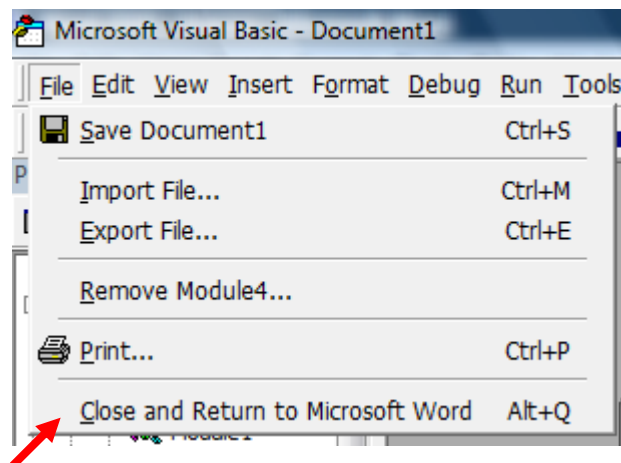 Microsoft Visual Basic - Document1
File Edit View Insert Format Debug Run Tools
Save Document1 Ctrl+S
Import File... Ctrl+M
Export File... Ctrl+E
Remove Module4...
Print... Ctrl+P
Close and Return to Microsoft Word Alt+Q